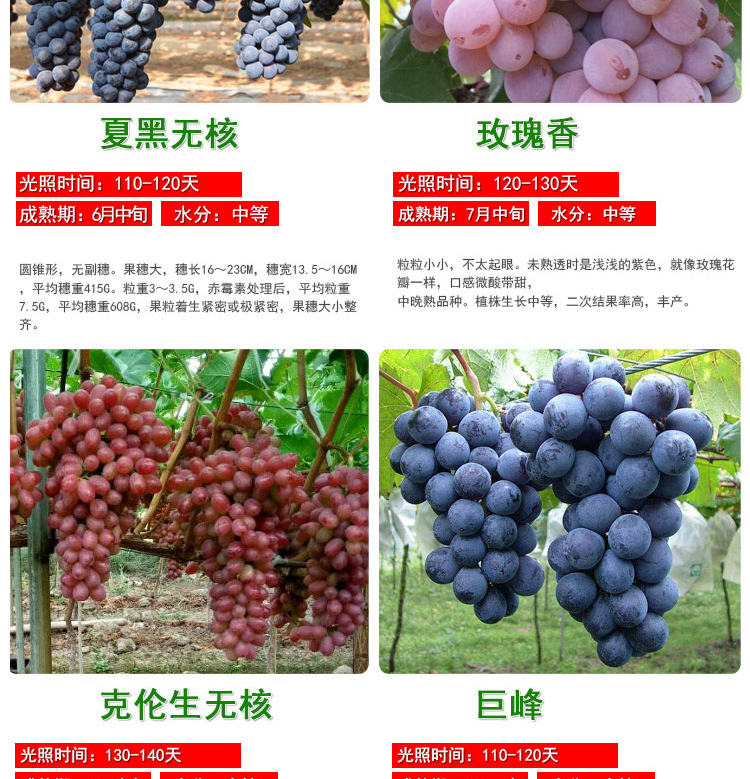 夏黑无核
光照时间：110-120天
成熟期：6月中旬 水分：中等
圆锥形，无副穗。果穗大，穗长16～23CM，穗宽13.5～16CM
，平均穗重415G。粒重3～3.5G，赤霉素处理后，平均粒重
7.5G，平均穗重608G，果粒着生紧密或极紧密，果穗大小整
齐。
玫瑰香
光照时间：120-130天
成熟期：7月中旬 水分：中等
粒粒小小，不太起眼。未熟透时是浅浅的紫色，就像玫瑰花
瓣一样，口感微酸带甜，
中晚熟品种。植株生长中等，二次结果率高，丰产。
克伦生无核
光照时间：130-140天
巨峰
光照时间：110-120天